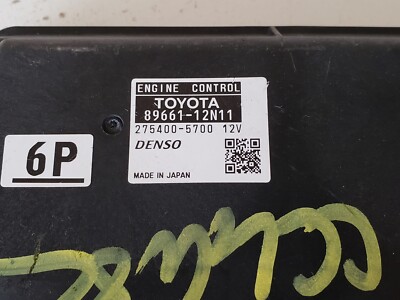 ENGINE CONTROL
TOYOTA
89661-12N11
275400-5700 12V
DENSO
MADE IN JAPAN
6P